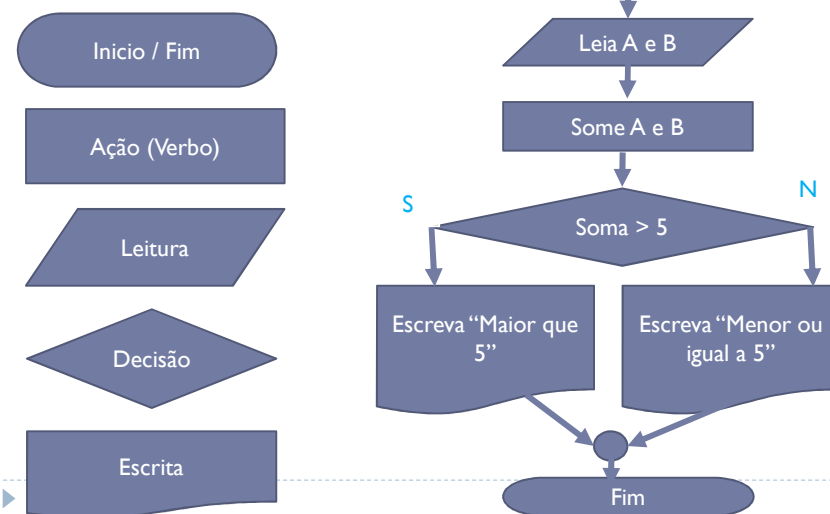 Inicio / Fim
Ação (Verbo)
Leitura
Decisão
Escrita
Leia A e B
Some A e B
S
N
Soma > 5
Escreva “Maior que
5”
Escreva “Menor ou
igual a 5”
Fim